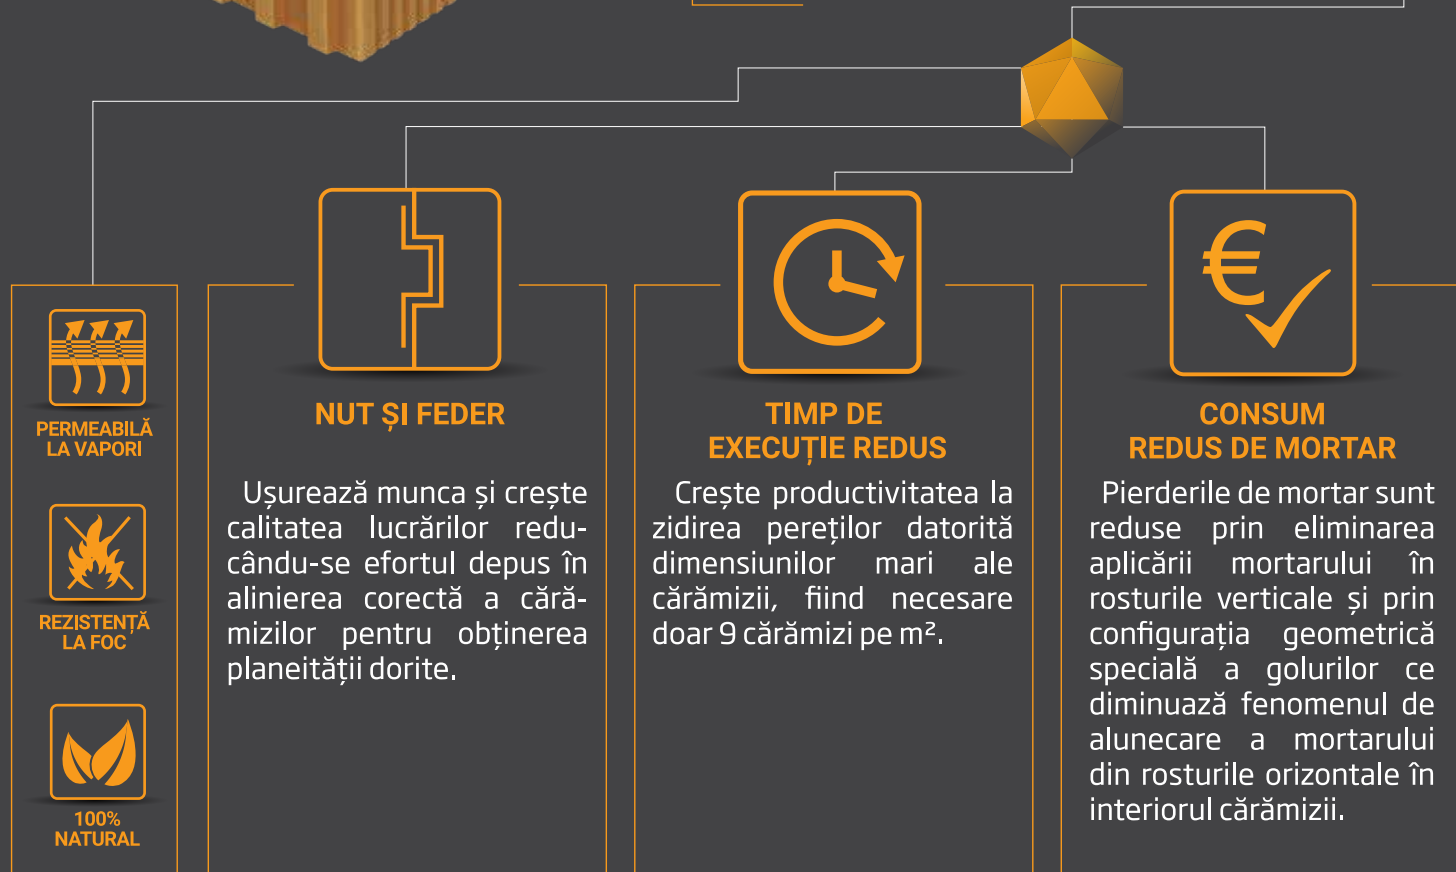 PERMEABILĂ
LA VAPORI
REZISTENȚĂ
LA FOC
100%
NATURAL
NUT ȘI FEDER
Ușurează munca și crește
calitatea lucrărilor redu-
cându-se efortul depus în
alinierea corectă a cără-
mizilor pentru obținerea
planeității dorite.
TIMP DE
EXECUȚIE REDUS
Crește productivitatea la
zidirea pereților datorită
dimensiunilor mari ale
cărămizii, fiind necesare
doar 9 cărămizi pe m².
€
CONSUM
REDUS DE MORTAR
Pierderile de mortar sunt
reduse prin eliminarea
aplicării mortarului în
rosturile verticale și prin
configurația geometrică
specială a golurilor ce
diminuază fenomenul de
alunecare a mortarului
din rosturile orizontale în
interiorul cărămizii.